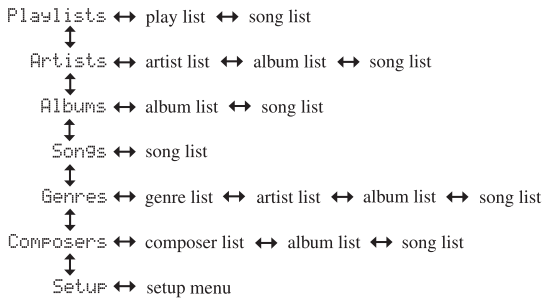 Playlists ↔ play list ↔ song list
Artists ↔ artist list ↔ album list ↔ song list
Albums ↔ album list ↔ song list
Songs ↔ song list
Genres ↔ genre list ↔ artist list ↔ album list ↔ song list
Composers ↔ composer list ↔ album list ↔ song list
Setup ↔ setup menu